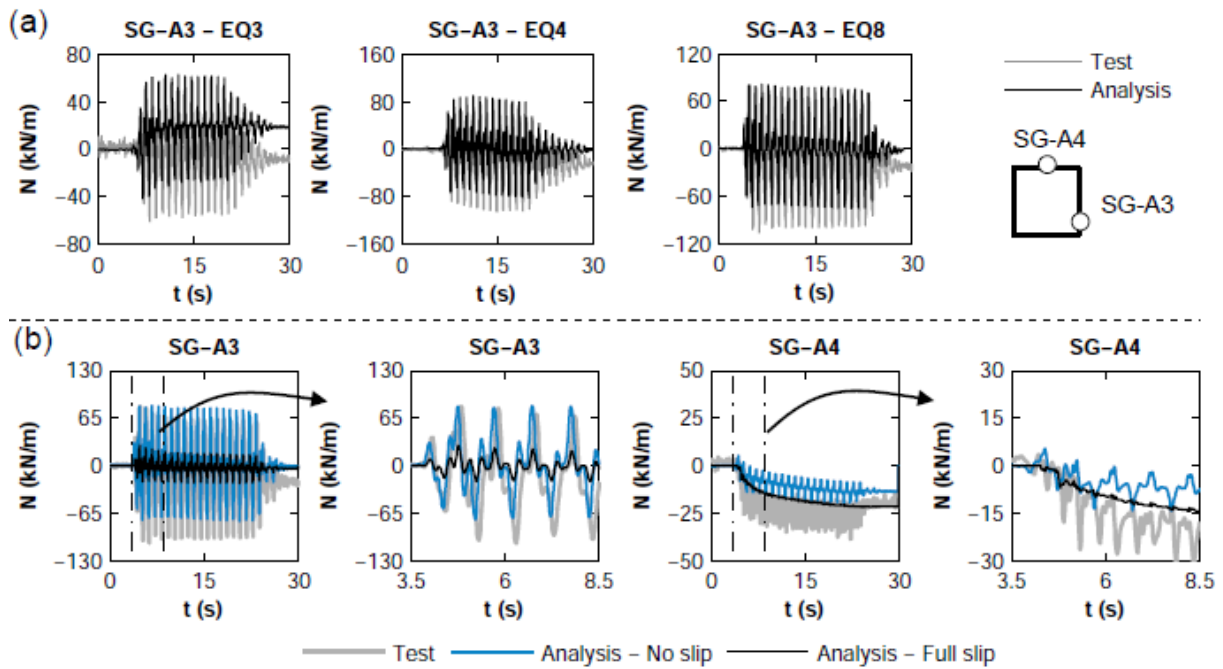 (a)
SG-A3 – EQ3
SG-A3 – EQ4
SG-A3 – EQ8
80
40
0
−40
−80
N (kN/m)
0 15 30
t (s)
160
80
0
−80
−160
N (kN/m)
0 15 30
t (s)
120
60
0
−60
−120
N (kN/m)
0 15 30
t (s)
Test
Analysis
SG-A4
SG-A3
(b)
SG-A3
SG-A3
SG-A4
SG-A4
130
65
0
−65
−130
N (kN/m)
0 15 30
t (s)
130
65
0
−65
−130
N (kN/m)
3.5 6 8.5
t (s)
50
25
0
−25
−50
N (kN/m)
0 15 30
t (s)
30
15
0
−15
−30
N (kN/m)
3.5 6 8.5
t (s)
Test Analysis – No slip Analysis – Full slip